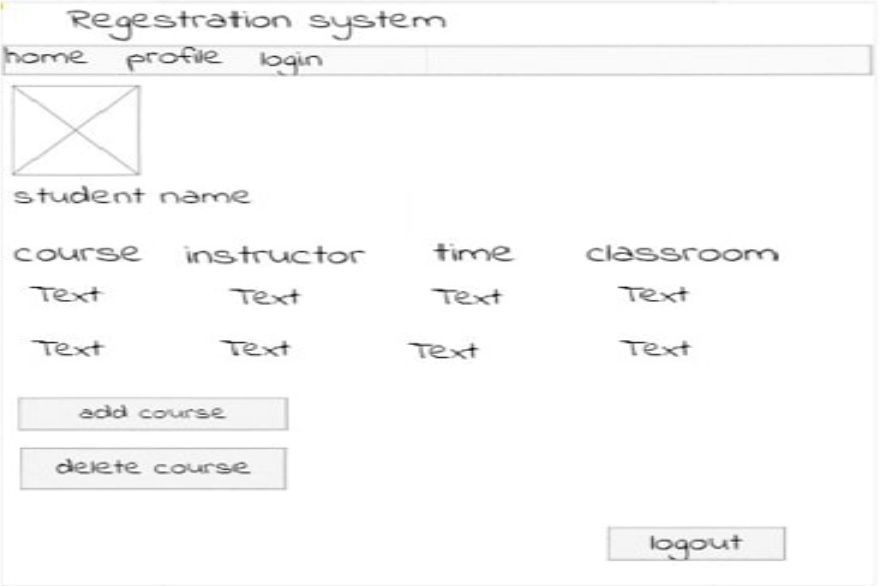 Regestration system
home profile login
student name
course instructor time classroom
Text Text Text Text
Text Text Text Text
add course
delete course
logout